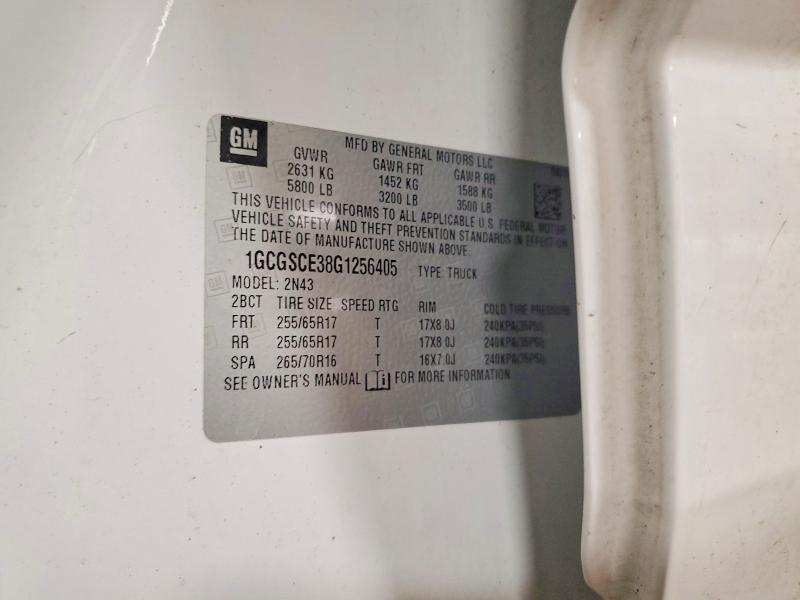 GM
MFD BY GENERAL MOTORS LLC
GVWR GAWR FRT GAWR RR
2631 KG 1452 KG 1588 KG
5800 LB 3200 LB 3500 LB
THIS VEHICLE CONFORMS TO ALL APPLICABLE U.S. FEDERAL MOTOR
VEHICLE SAFETY AND THEFT PREVENTION STANDARDS IN EFFECT ON
THE DATE OF MANUFACTURE SHOWN ABOVE.
1GCGSCE38G1256405 TYPE: TRUCK
MODEL: 2N43
2BCT TIRE SIZE SPEED RTG RIM COLD TIRE PRESSURE
FRT 255/65R17 T 17X8.0J 240KPA(35PSI)
RR 255/65R17 T 17X8.0J 240KPA(35PSI)
SPA 265/70R16 T 16X7.0J 240KPA(35PSI)
SEE OWNER'S MANUAL FOR MORE INFORMATION